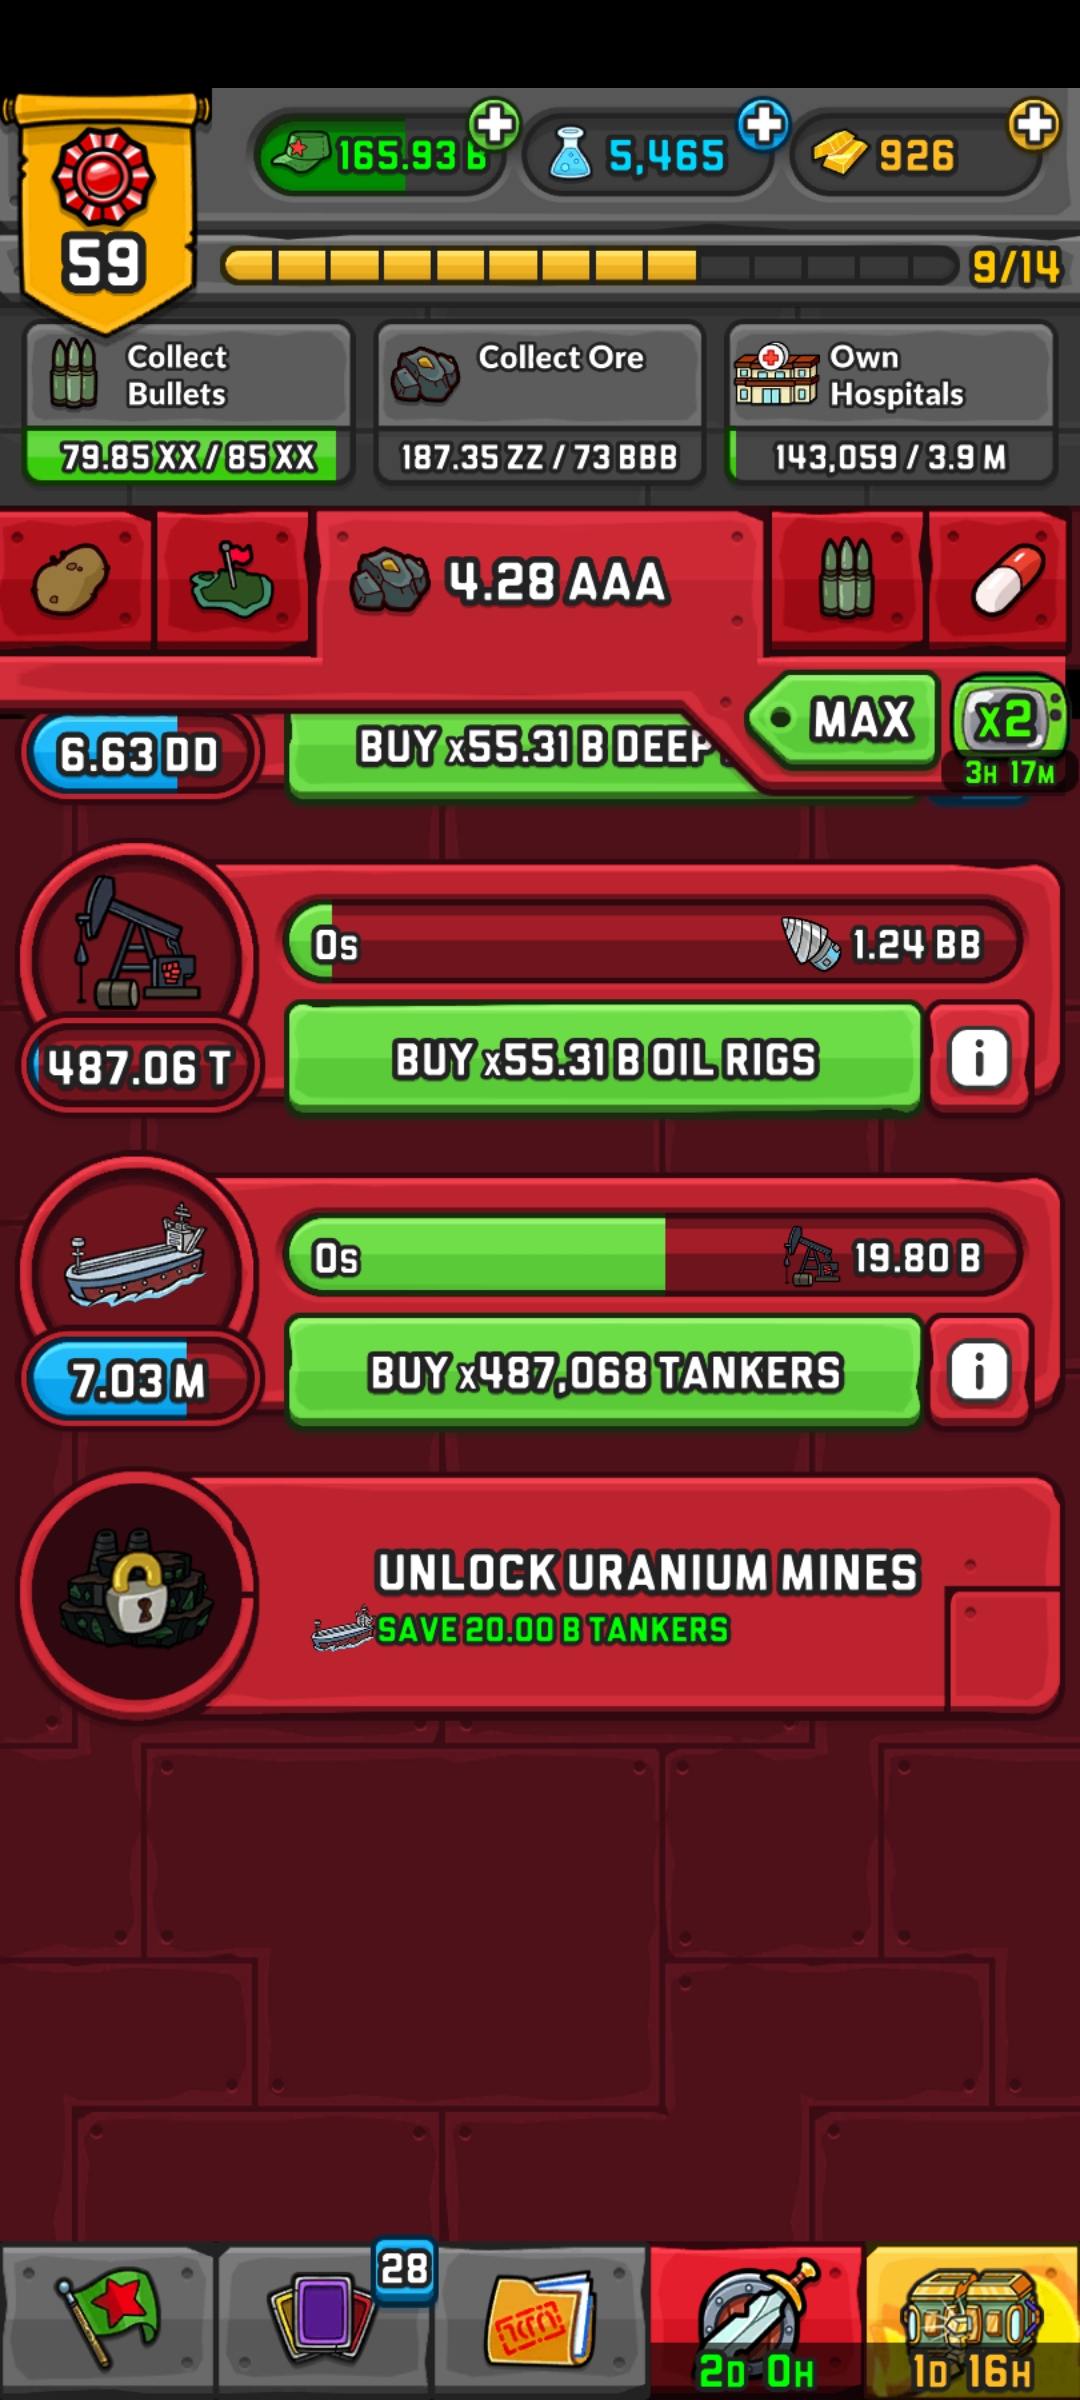 165.93 B
5,465
926
59
9/14
Collect
Bullets
79.85 XX / 85 XX
Collect Ore
187.35 ZZ / 73 BBB
Own
Hospitals
143,059 / 3.9 M
4.28 AAA
MAX
x2
3H 17M
6.63 DD
BUY x55.31 B DEEP
0s
1.24 BB
487.06 T
BUY x55.31 B OIL RIGS
i
0s
19.80 B
7.03 M
BUY x487,068 TANKERS
i
UNLOCK URANIUM MINES
SAVE 20.00 B TANKERS
28
2D 0H
1D 16H